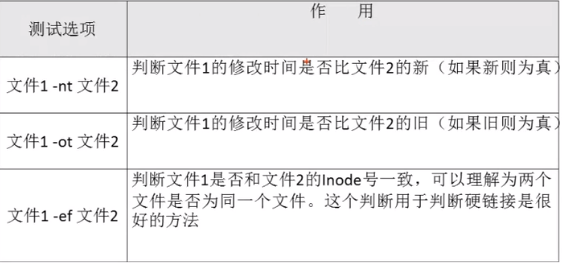 测试选项
作 用
文件1 -nt 文件2
判断文件1的修改时间是否比文件2的新（如果新则为真）
文件1 -ot 文件2
判断文件1的修改时间是否比文件2的旧（如果旧则为真）
文件1 -ef 文件2
判断文件1是否和文件2的Inode号一致，可以理解为两个
文件是否为同一个文件。这个判断用于判断硬链接是很
好的方法